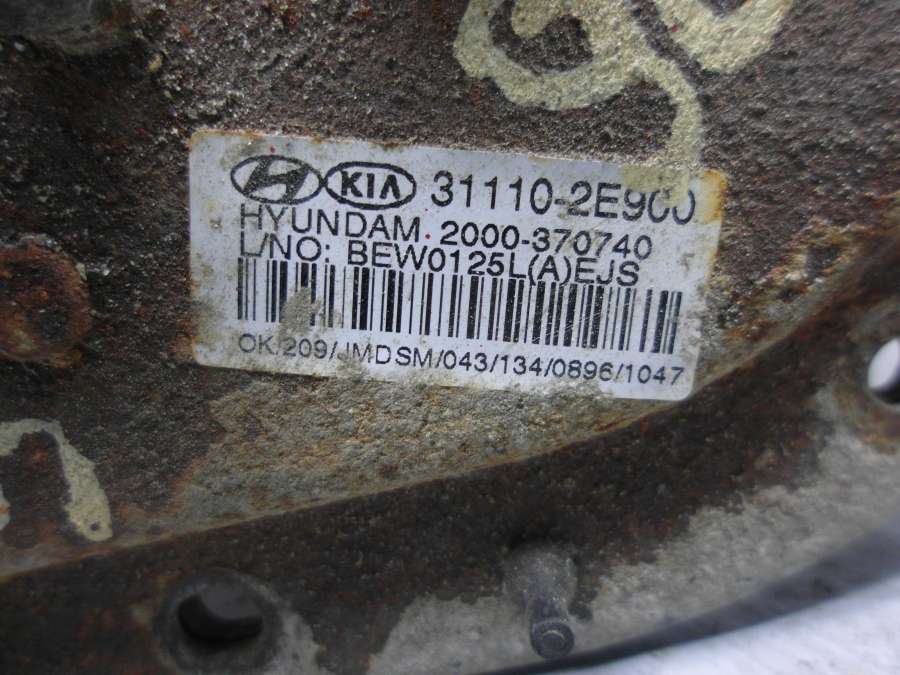 KIA 31110-2E900
HYUNDAM. 2000-370740
L/NO: BEW0125L(A)EJS
OK/209/JMDSM/043/134/0896/1047